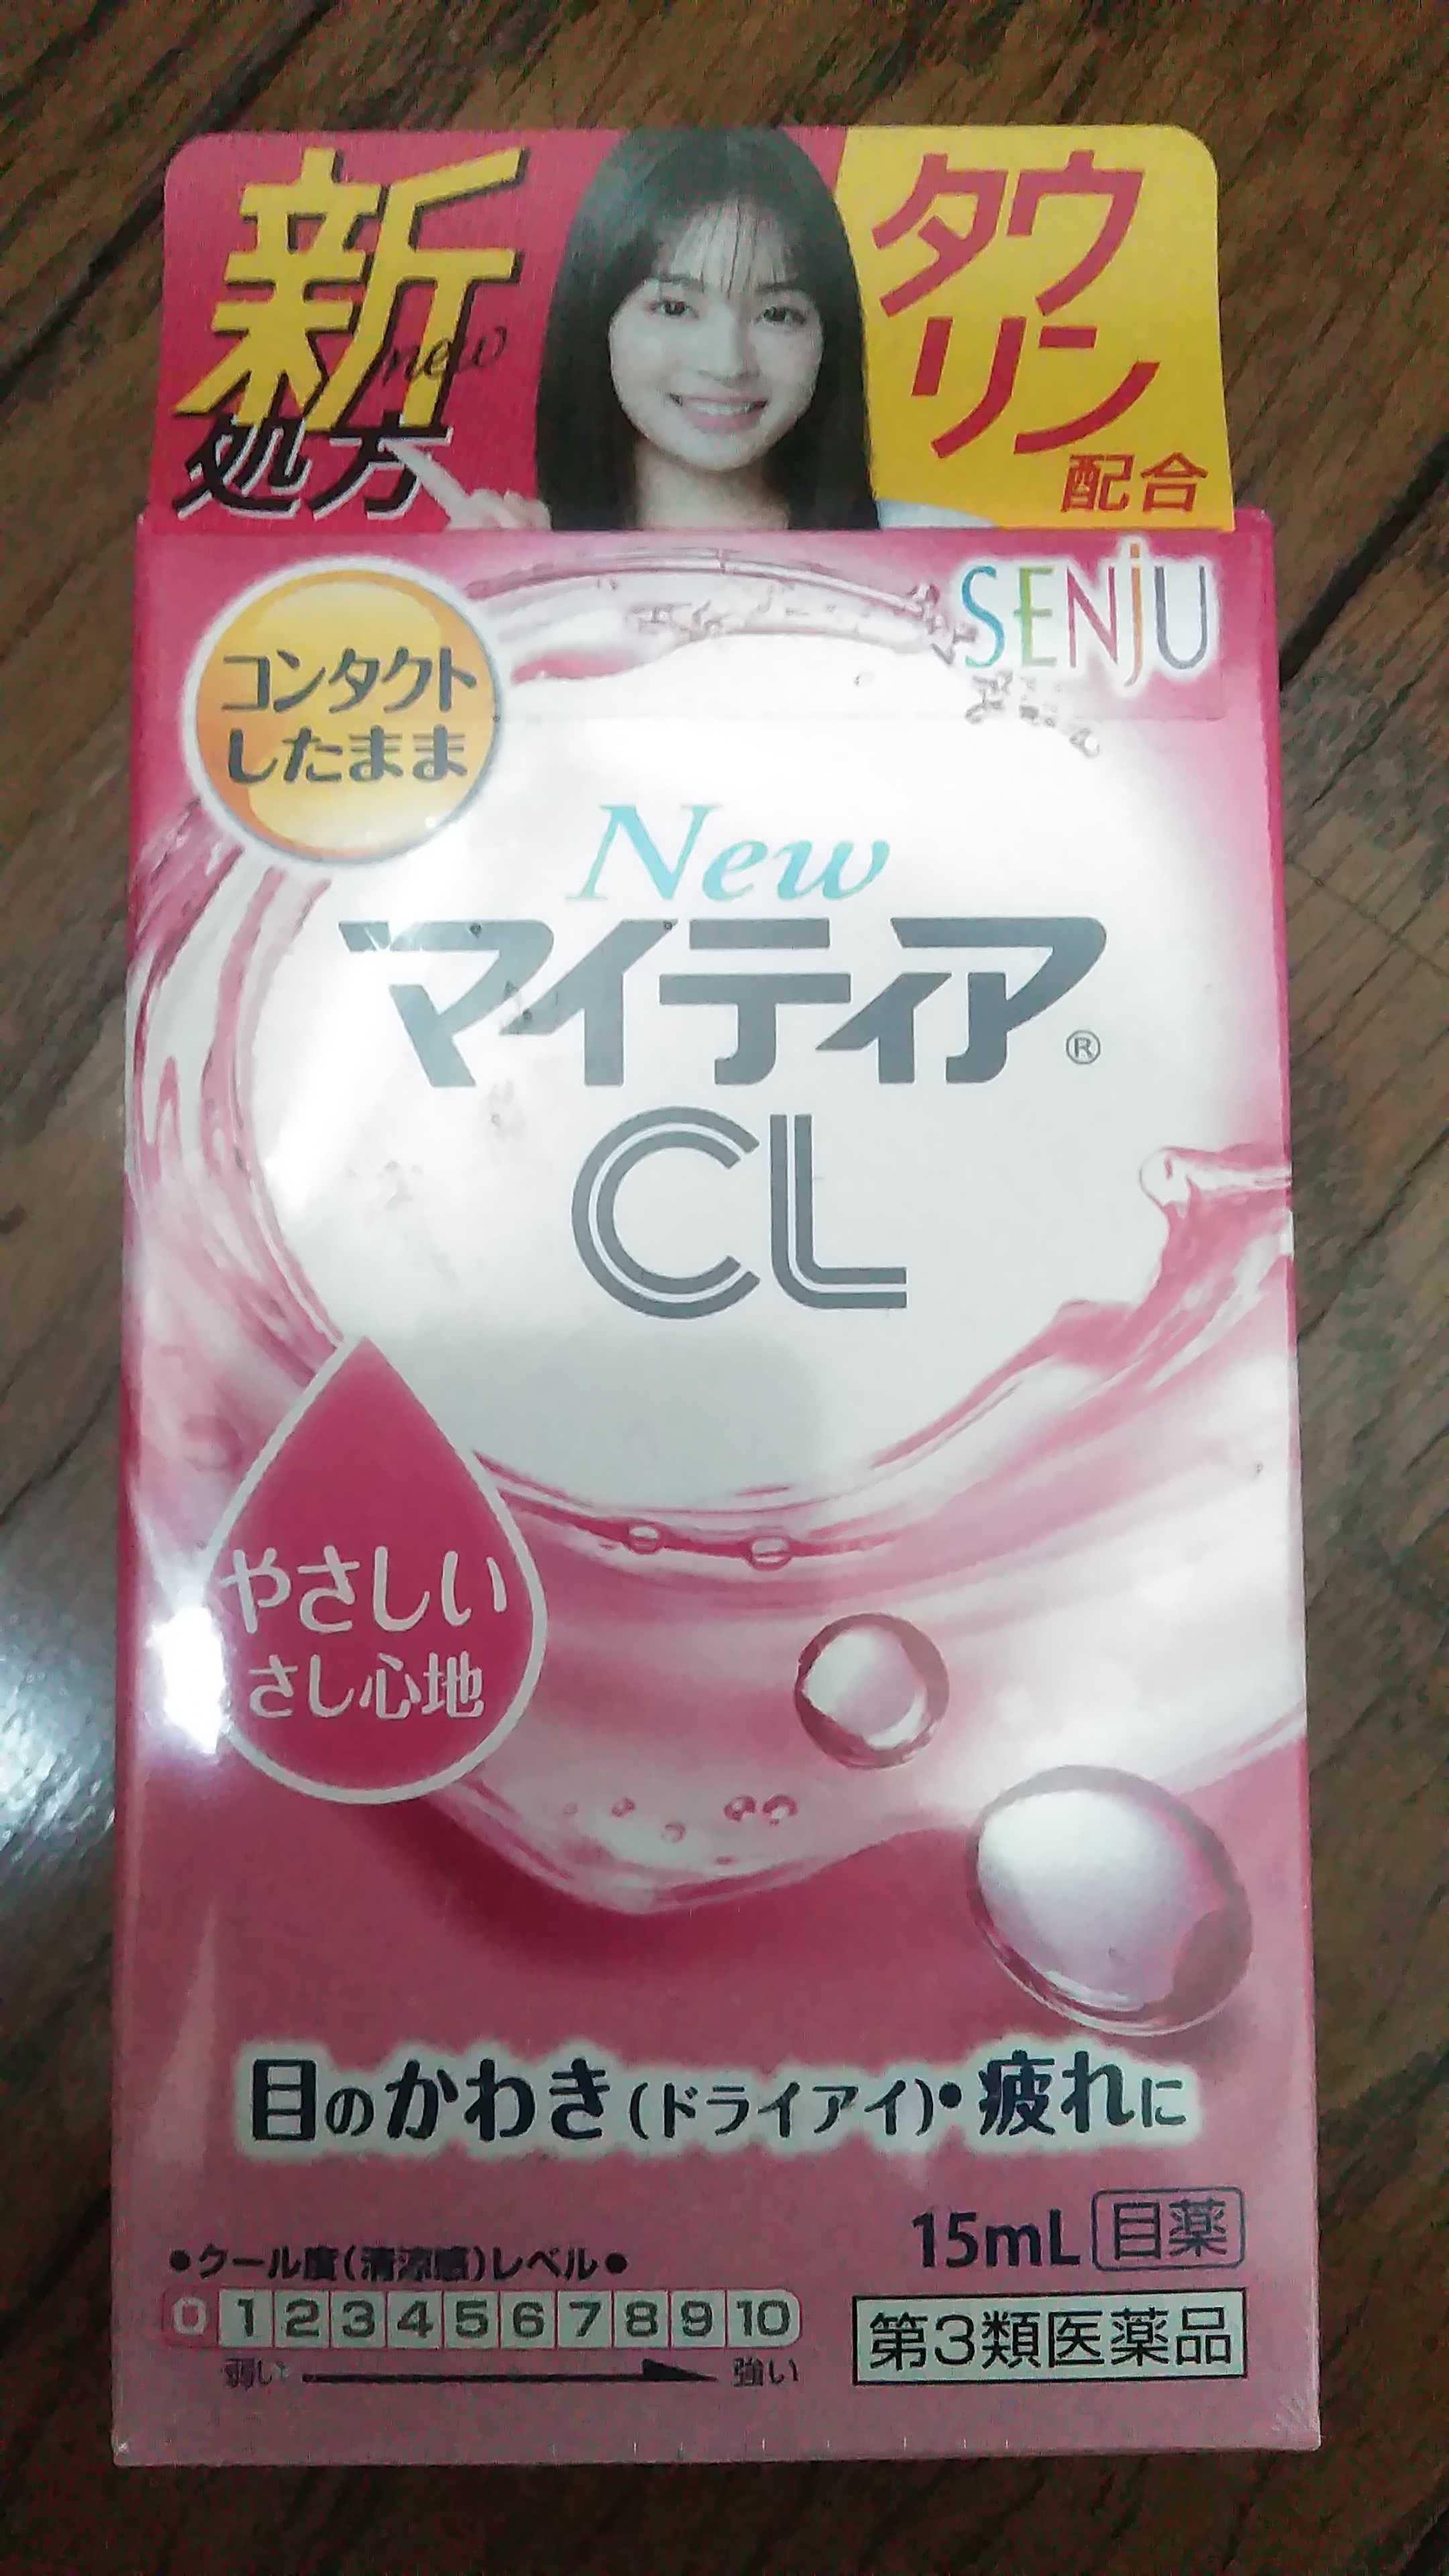 新
new
処方
タウ
リン
配合
SENJU
コンタクト
したまま
New
マイティア®
CL
やさしい
さし心地
目のかわき(ドライアイ)•疲れに
15mL 目薬
•クール度(清涼感)レベル•
0 1 2 3 4 5 6 7 8 9 10
弱い 強い
第3類医薬品